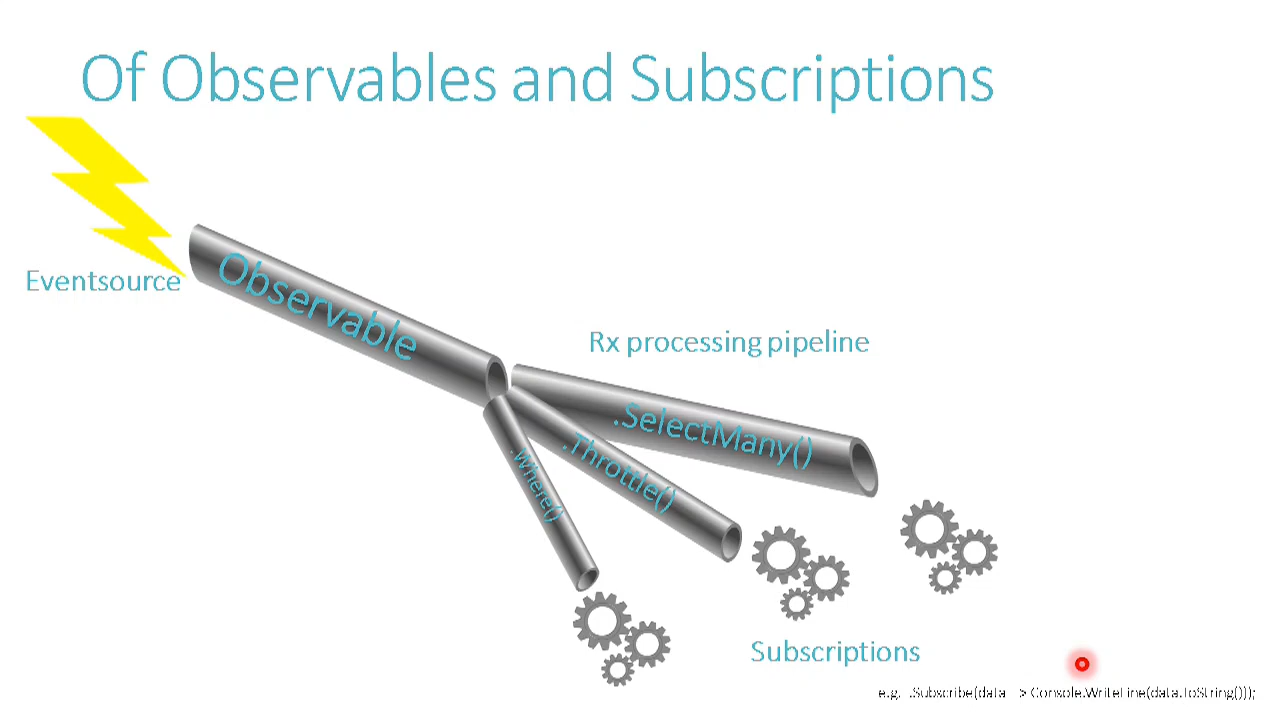 Of Observables and Subscriptions
Eventsource
Observable
Rx processing pipeline
.SelectMany()
.Throttle()
.Where()
Subscriptions
e.g. .Subscribe(data => Console.WriteLine(data.ToString()));